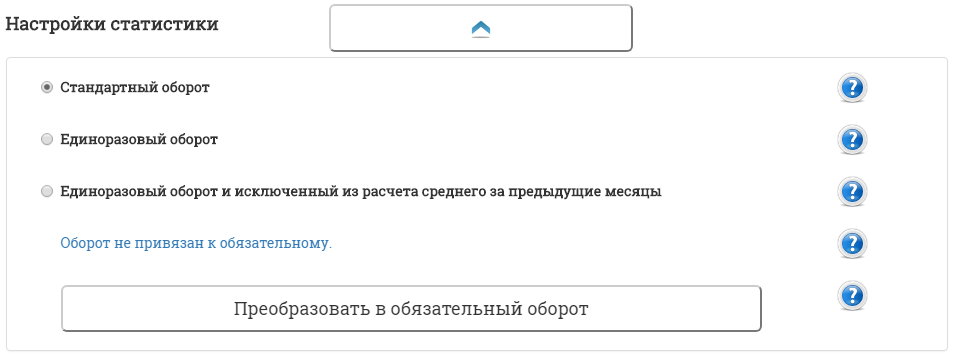 Настройки статистики
Стандартный оборот
Единоразовый оборот
Единоразовый оборот и исключенный из расчета среднего за предыдущие месяцы
Оборот не привязан к обязательному.
Преобразовать в обязательный оборот